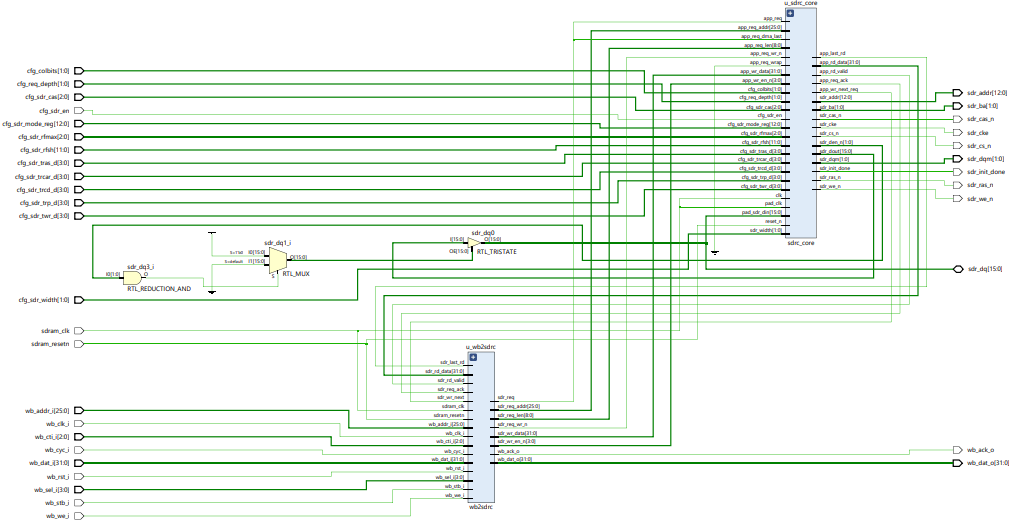 u_sdrc_core
app_req
app_req_addr[25:0]
app_req_dma_last
app_req_len[8:0]
app_req_wr_n
app_req_wrap
app_wr_data[31:0]
app_wr_en_n[3:0]
cfg_colbits[1:0]
cfg_req_depth[1:0]
cfg_sdr_cas[2:0]
cfg_sdr_en
cfg_sdr_mode_reg[12:0]
cfg_sdr_rfmax[2:0]
cfg_sdr_rfsh[11:0]
cfg_sdr_tras_d[3:0]
cfg_sdr_trcar_d[3:0]
cfg_sdr_trcd_d[3:0]
cfg_sdr_trp_d[3:0]
cfg_sdr_twr_d[3:0]
clk
pad_clk
pad_sdr_din[15:0]
reset_n
sdr_width[1:0]
app_last_rd
app_rd_data[31:0]
app_rd_valid
app_req_ack
app_wr_next_req
sdr_addr[12:0]
sdr_ba[1:0]
sdr_cas_n
sdr_cke
sdr_cs_n
sdr_den_n[1:0]
sdr_dout[15:0]
sdr_dqm[1:0]
sdr_init_done
sdr_ras_n
sdr_we_n
sdrc_core
cfg_colbits[1:0]
cfg_req_depth[1:0]
cfg_sdr_cas[2:0]
cfg_sdr_en
cfg_sdr_mode_reg[12:0]
cfg_sdr_rfmax[2:0]
cfg_sdr_rfsh[11:0]
cfg_sdr_tras_d[3:0]
cfg_sdr_trcar_d[3:0]
cfg_sdr_trcd_d[3:0]
cfg_sdr_trp_d[3:0]
cfg_sdr_twr_d[3:0]
sdr_addr[12:0]
sdr_ba[1:0]
sdr_cas_n
sdr_cke
sdr_cs_n
sdr_dqm[1:0]
sdr_init_done
sdr_ras_n
sdr_we_n
sdr_dq[15:0]
sdr_dq3_i
I0[1:0]
O
RTL_REDUCTION_AND
sdr_dq1_i
S=1'b0
I0[15:0]
S=default
I1[15:0]
O[15:0]
S
RTL_MUX
sdr_dq0
I[15:0]
O[15:0]
OE[15:0]
RTL_TRISTATE
cfg_sdr_width[1:0]
sdram_clk
sdram_resetn
wb_addr_i[25:0]
wb_clk_i
wb_cti_i[2:0]
wb_cyc_i
wb_dat_i[31:0]
wb_rst_i
wb_sel_i[3:0]
wb_stb_i
wb_we_i
u_wb2sdrc
sdr_last_rd
sdr_rd_data[31:0]
sdr_rd_valid
sdr_req_ack
sdr_wr_next
sdram_clk
sdram_resetn
wb_addr_i[25:0]
wb_clk_i
wb_cti_i[2:0]
wb_cyc_i
wb_dat_i[31:0]
wb_rst_i
wb_sel_i[3:0]
wb_stb_i
wb_we_i
sdr_req
sdr_req_addr[25:0]
sdr_req_len[8:0]
sdr_req_wr_n
sdr_wr_data[31:0]
sdr_wr_en_n[3:0]
wb_ack_o
wb_dat_o[31:0]
wb2sdrc
wb_ack_o
wb_dat_o[31:0]